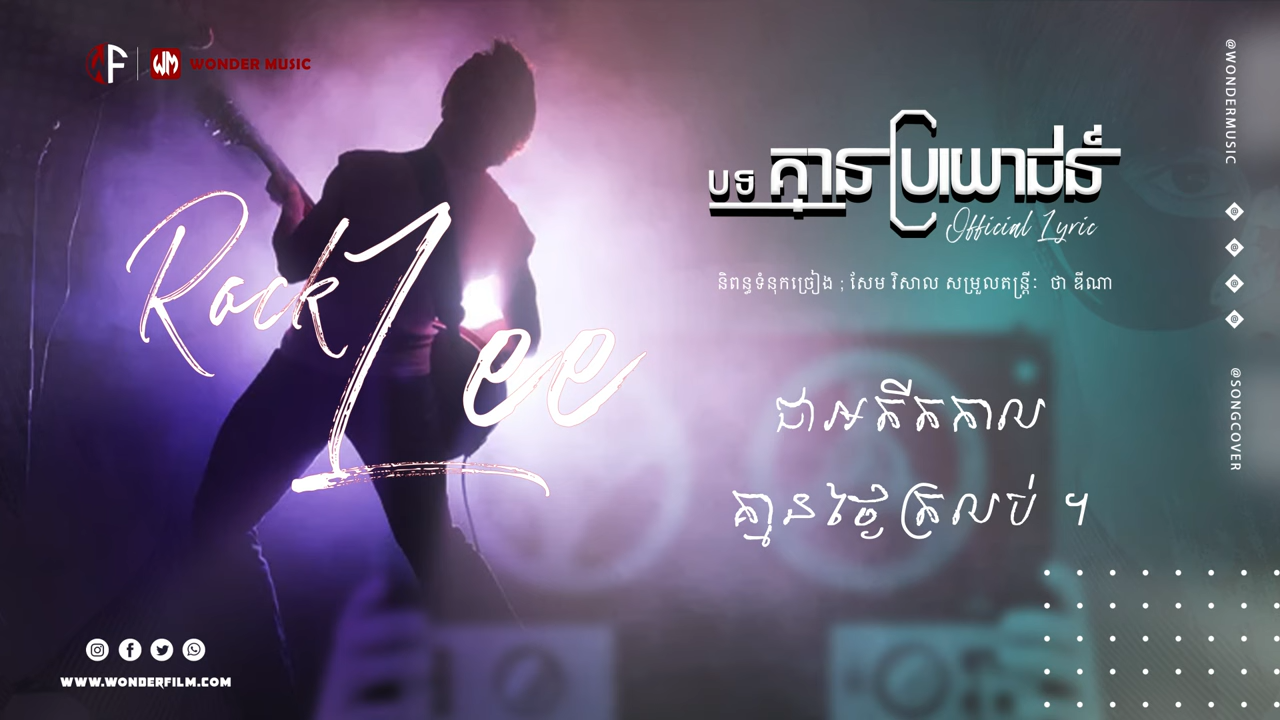 WF
WM
WONDER MUSIC
Rock Lee
បទ គ្មានប្រយោជន៍
Official Lyric
និពន្ធទំនុកច្រៀង ; សែម វិសាល សម្រួលតន្ត្រីៈ ថា ឌីណា
ជាអតីតកាល
គ្មានថ្ងៃត្រលប់ ។
@WONDERMUSIC
@
@
@
@
@SONGCOVER
WWW.WONDERFILM.COM